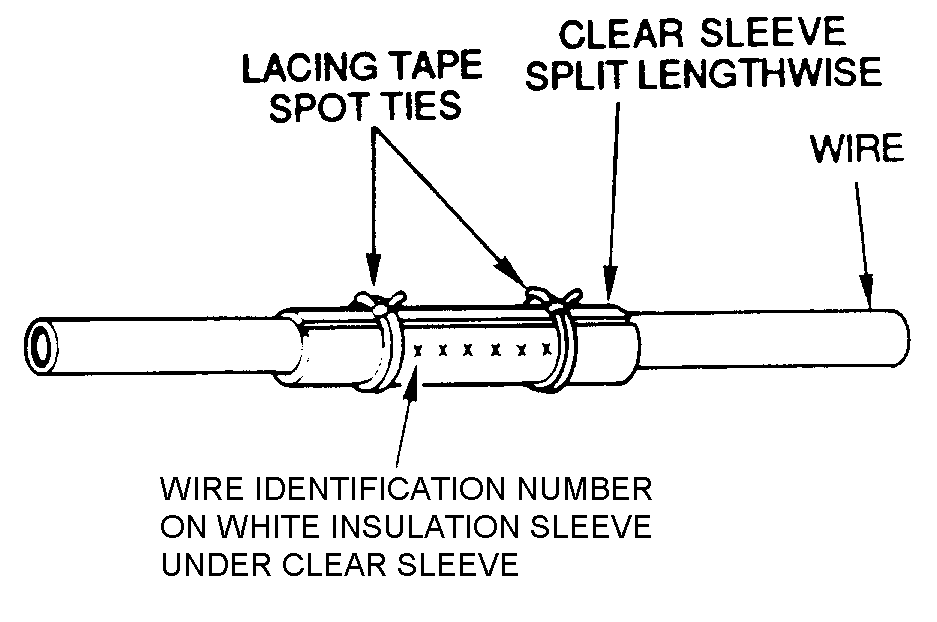 CLEAR SLEEVE
SPLIT LENGTHWISE
LACING TAPE
SPOT TIES
WIRE
x x x x x x
WIRE IDENTIFICATION NUMBER
ON WHITE INSULATION SLEEVE
UNDER CLEAR SLEEVE